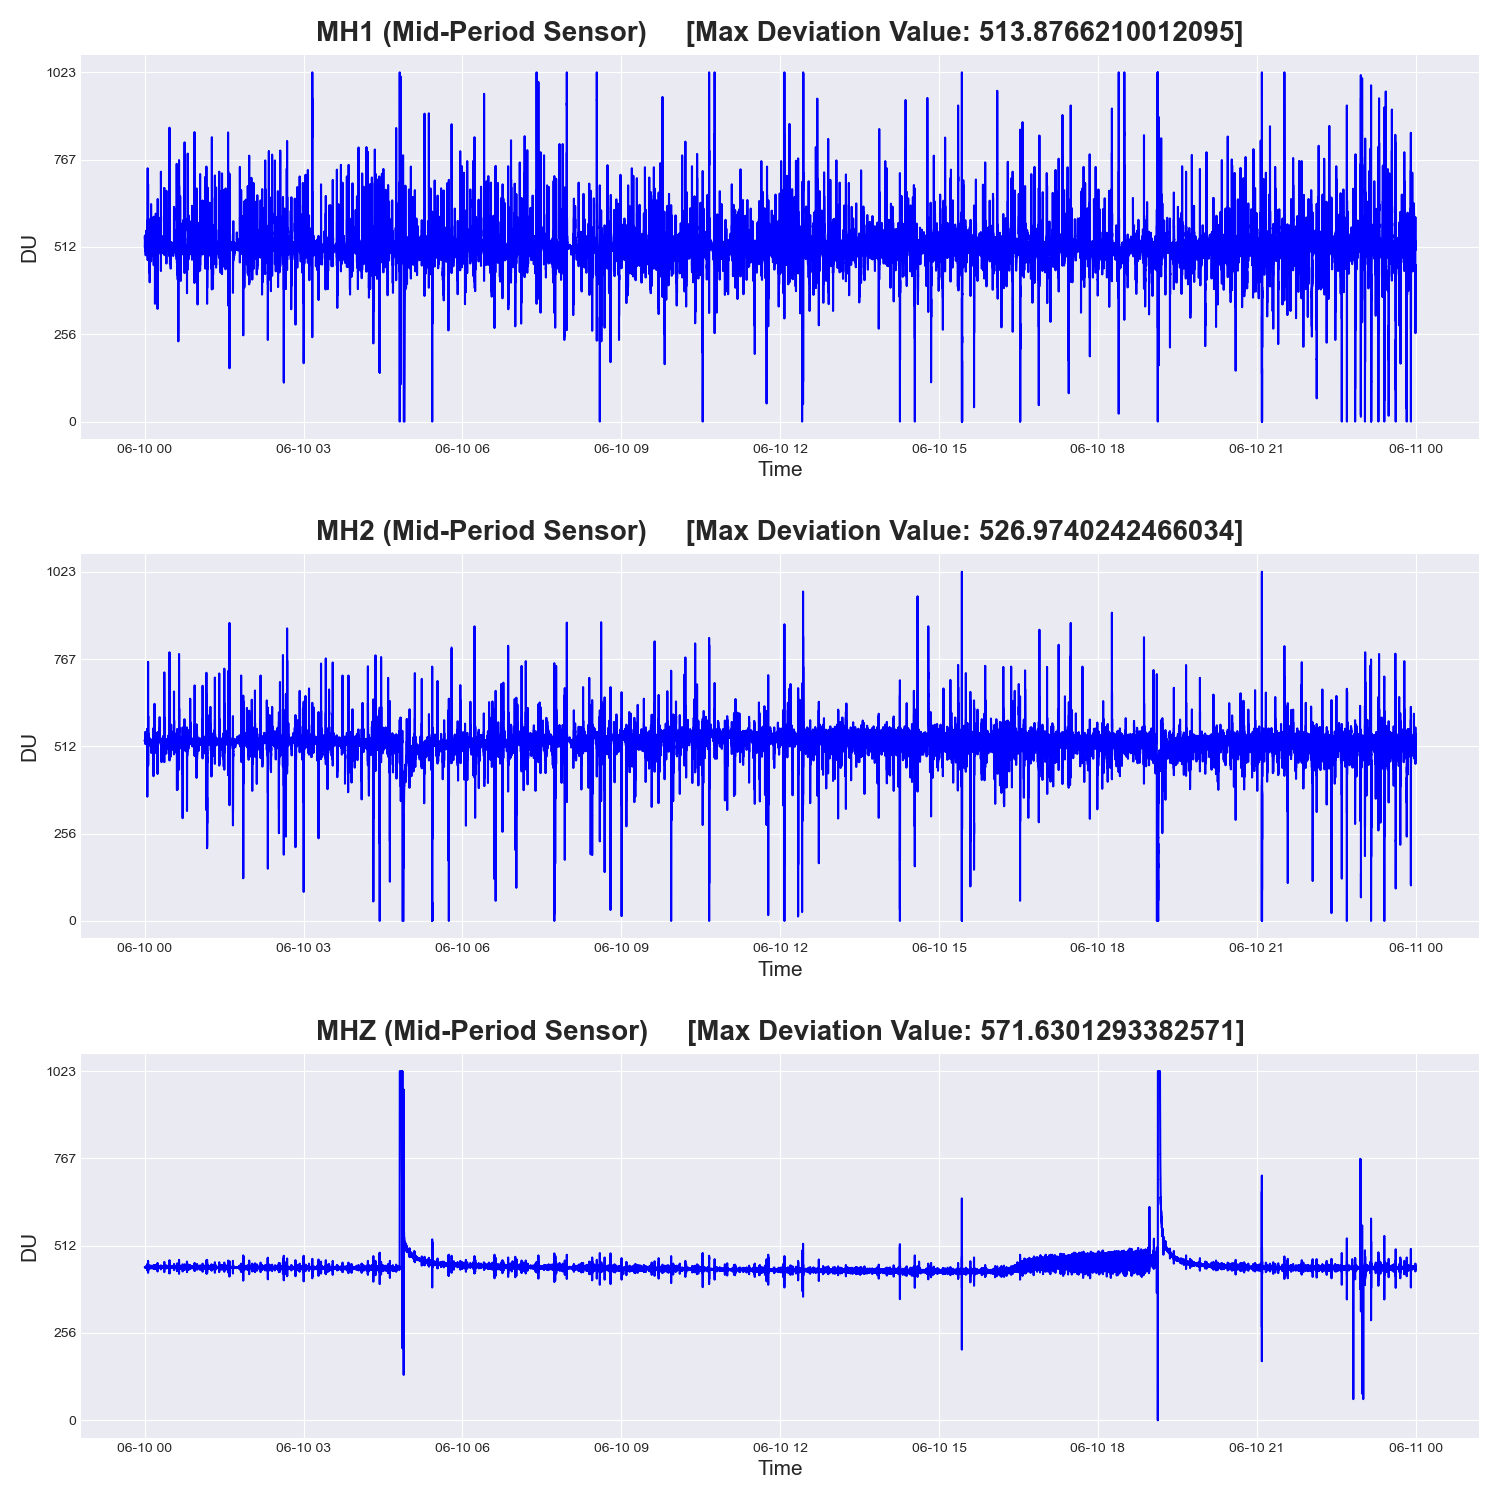 MH1 (Mid-Period Sensor) [Max Deviation Value: 513.8766210012095]
1023
767
512
256
0
DU
06-10 00 06-10 03 06-10 06 06-10 09 06-10 12 06-10 15 06-10 18 06-10 21 06-11 00
Time
MH2 (Mid-Period Sensor) [Max Deviation Value: 526.9740242466034]
1023
767
512
256
0
DU
06-10 00 06-10 03 06-10 06 06-10 09 06-10 12 06-10 15 06-10 18 06-10 21 06-11 00
Time
MHZ (Mid-Period Sensor) [Max Deviation Value: 571.6301293382571]
1023
767
512
256
0
DU
06-10 00 06-10 03 06-10 06 06-10 09 06-10 12 06-10 15 06-10 18 06-10 21 06-11 00
Time